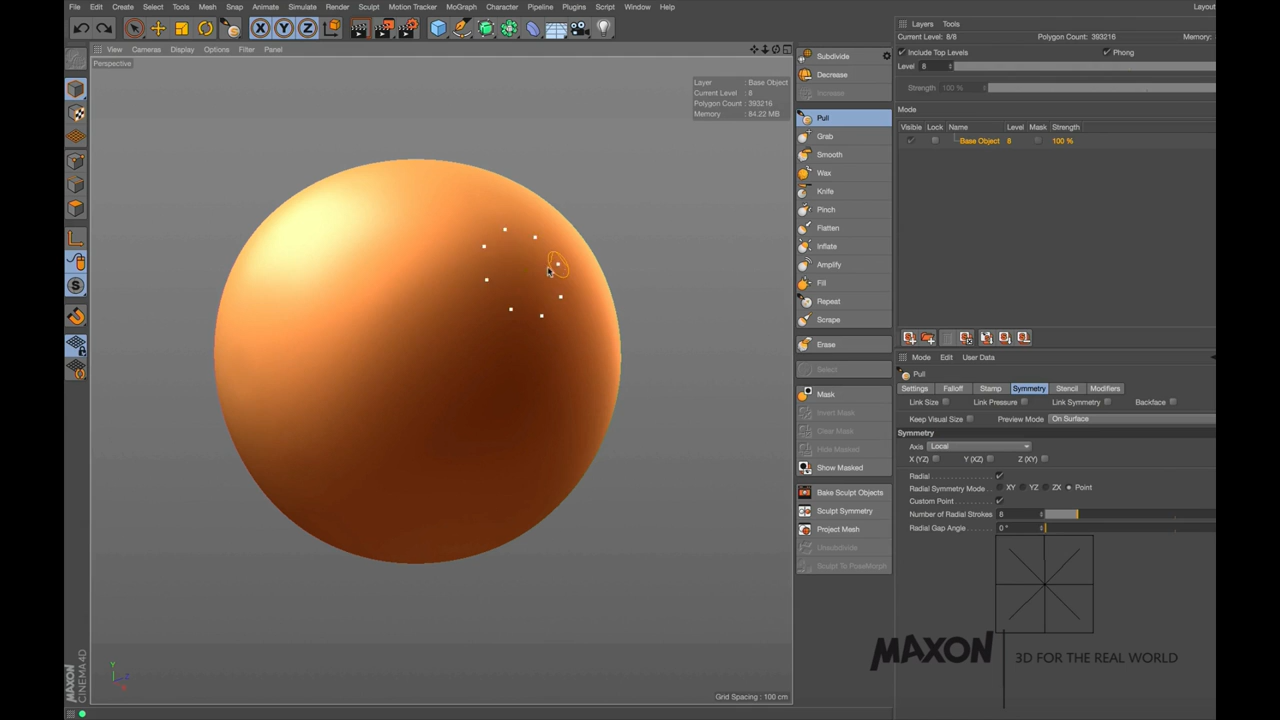 File Edit Create Select Tools Mesh Snap Animate Simulate Render Sculpt Motion Tracker MoGraph Character Pipeline Plugins Script Window Help Layout
X Y Z
View Cameras Display Options Filter Panel
Perspective
Layer : Base Object
Current Level : 8
Polygon Count : 393216
Memory : 84.22 MB
S
Grid Spacing : 100 cm
Y
Z
MAXON
CINEMA 4D
Subdivide
Decrease
Increase
Pull
Grab
Smooth
Wax
Knife
Pinch
Flatten
Inflate
Amplify
Fill
Repeat
Scrape
Erase
Select
Mask
Invert Mask
Clear Mask
Hide Masked
Show Masked
Bake Sculpt Objects
Sculpt Symmetry
Project Mesh
Unsubdivide
Sculpt To PoseMorph
Layers Tools
Current Level: 8/8 Polygon Count: 393216 Memory:
Include Top Levels Phong
Level 8
Strength 100 %
Mode
Visible Lock Name Level Mask Strength
Base Object 8 100 %
Mode Edit User Data
Pull
Settings Falloff Stamp Symmetry Stencil Modifiers
Link Size Link Pressure Link Symmetry Backface
Keep Visual Size Preview Mode On Surface
Symmetry
Axis Local
X (YZ) Y (XZ) Z (XY)
Radial
Radial Symmetry Mode XY YZ ZX Point
Custom Point
Number of Radial Strokes 8
Radial Gap Angle 0 °
MAXON 3D FOR THE REAL WORLD